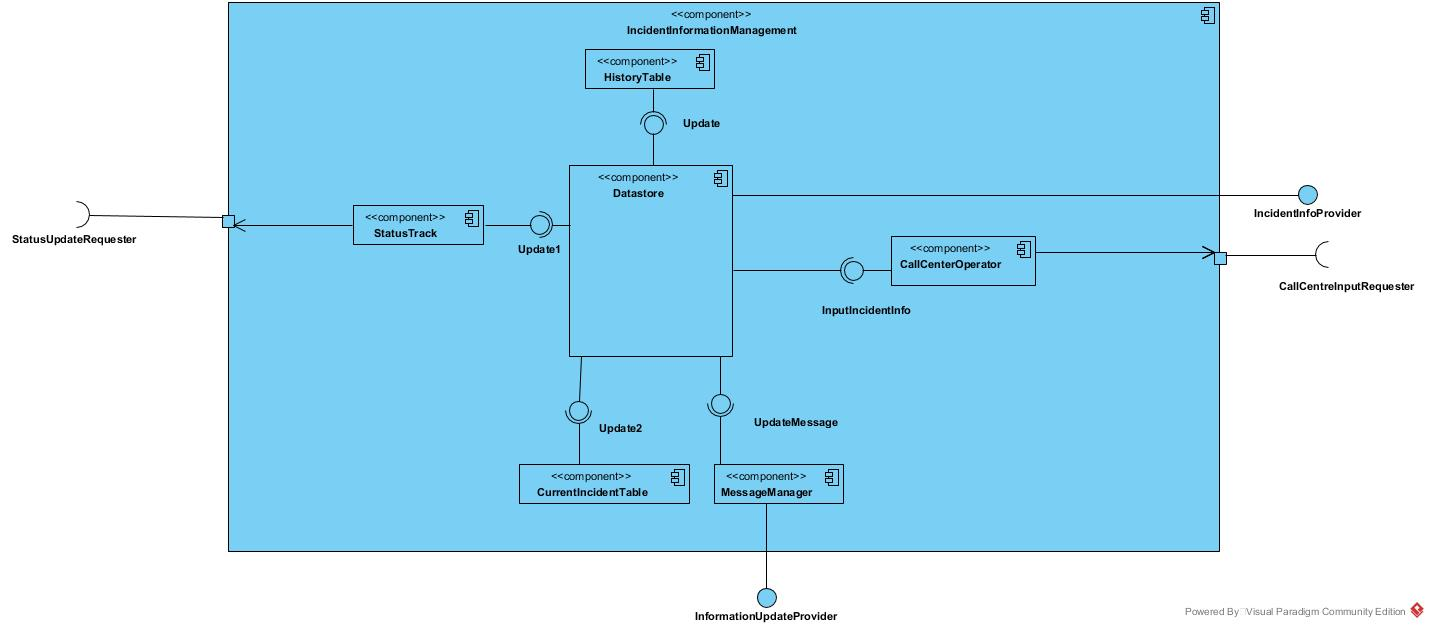 <<component>>
IncidentInformationManagement
<<component>>
HistoryTable
Update
<<component>>
Datastore
IncidentInfoProvider
<<component>>
StatusTrack
StatusUpdateRequester
Update1
<<component>>
CallCenterOperator
CallCentreInputRequester
InputIncidentInfo
Update2
UpdateMessage
<<component>>
CurrentIncidentTable
<<component>>
MessageManager
InformationUpdateProvider
Powered By Visual Paradigm Community Edition